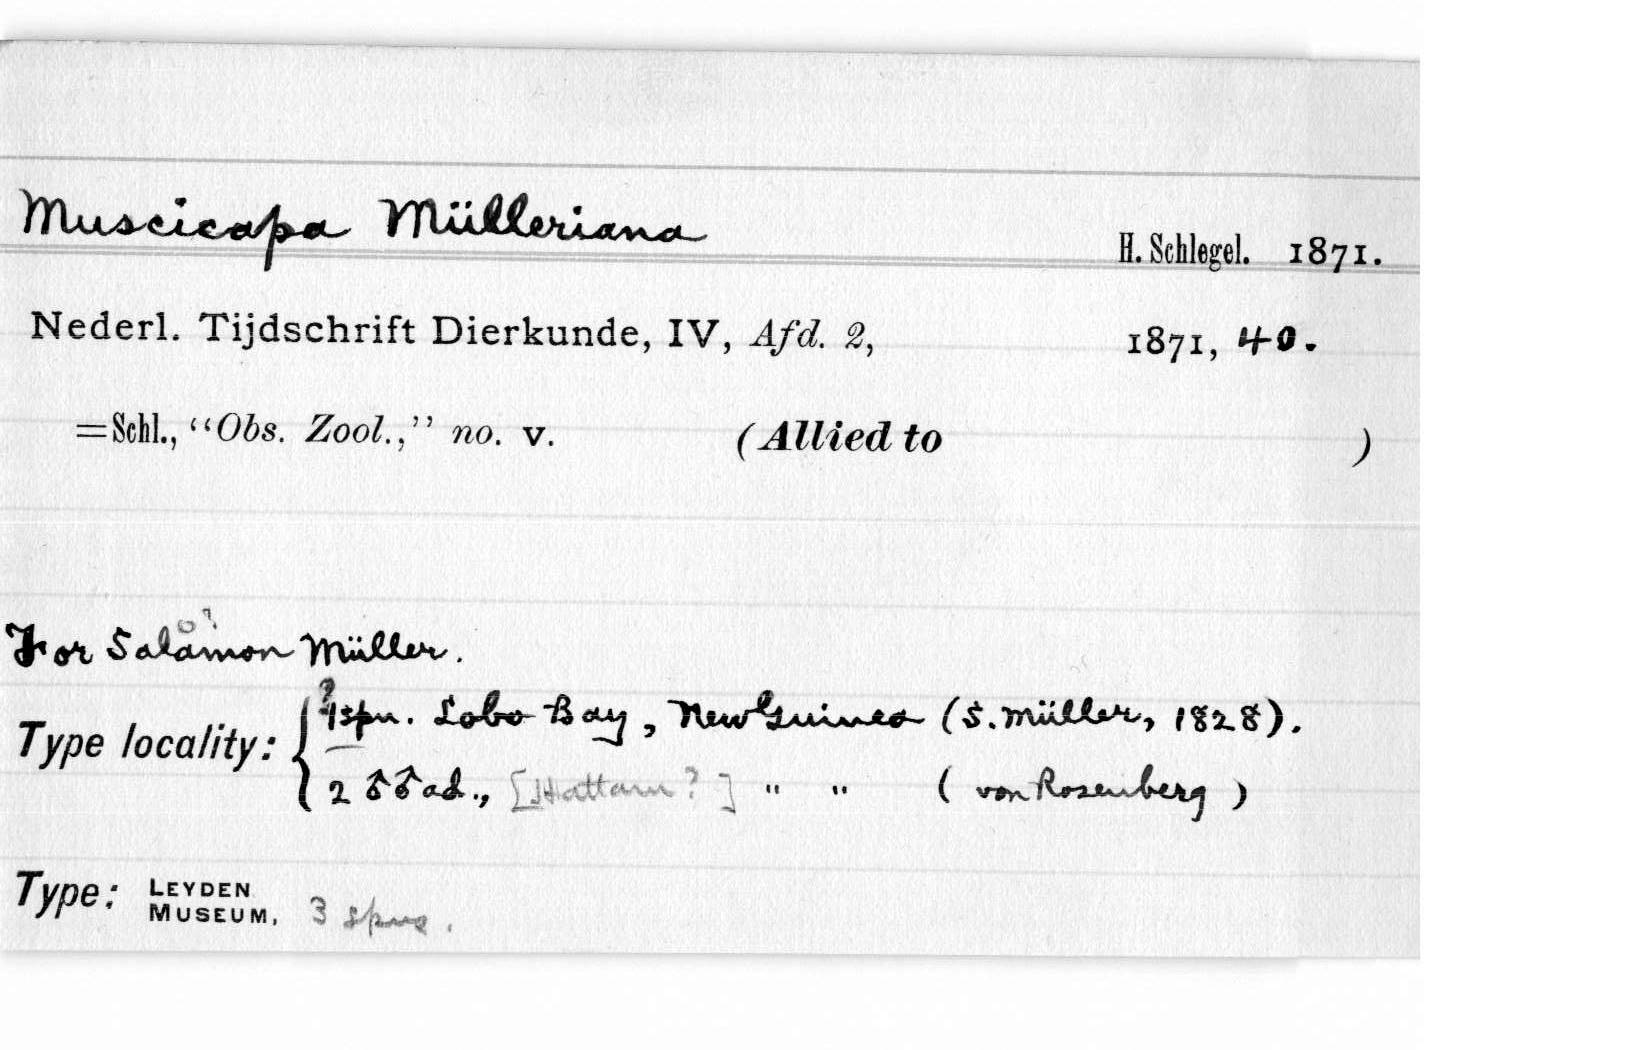 Muscicapa Mülleriana
H. Schlegel. 1871.
Nederl. Tijdschrift Dierkunde, IV, Afd. 2, 1871, 40.
=Schl., “Obs. Zool.,” no. v. (Allied to )
o?
For Salamon Müller.
?
Type locality: { 1 spn. Lobo Bay, New Guinea (S. Müller, 1828).
2 ♂♂ ad., [Hattam?] " " (von Rosenberg)
Type: LEYDEN MUSEUM, 3 spns.